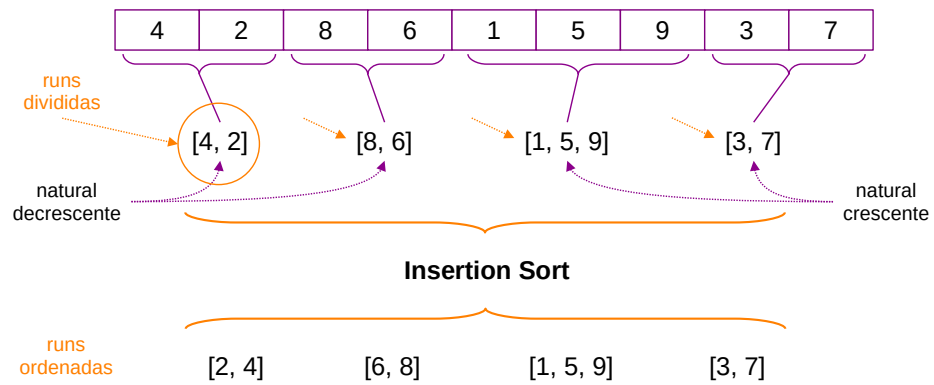 4 2 8 6 1 5 9 3 7
runs
divididas
[4, 2] [8, 6] [1, 5, 9] [3, 7]
natural
decrescente
natural
crescente
Insertion Sort
runs
ordenadas
[2, 4] [6, 8] [1, 5, 9] [3, 7]